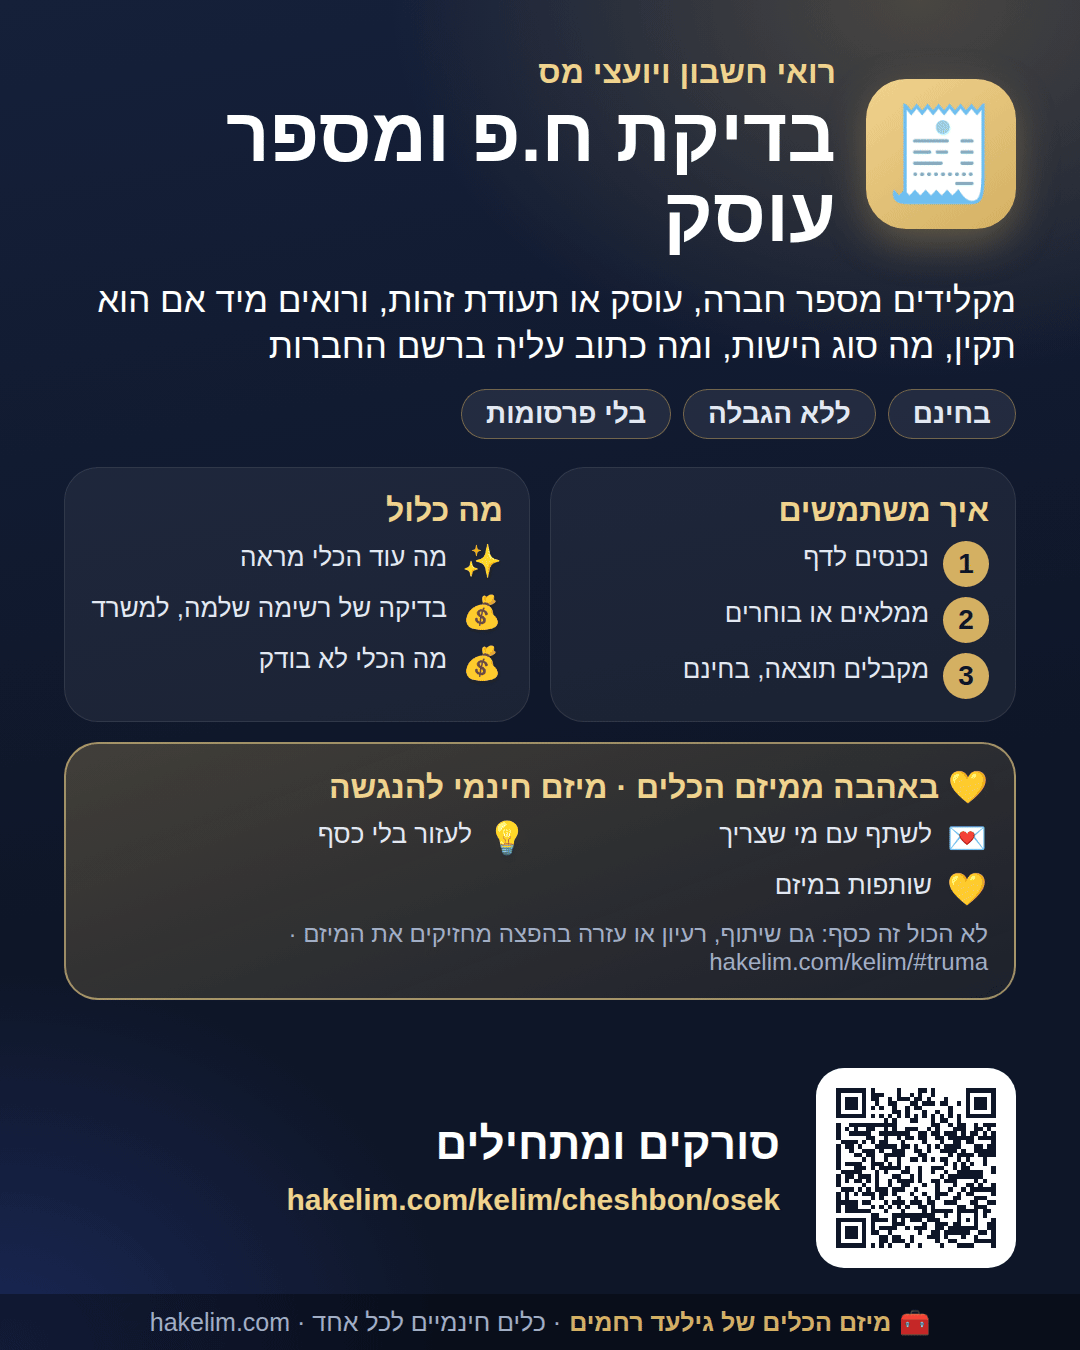 רואי חשבון ויועצי מס
בדיקת ח.פ ומספר
עוסק
מקלידים מספר חברה, עוסק או תעודת זהות, ורואים מיד אם הוא
תקין, מה סוג הישות, ומה כתוב עליה ברשם החברות
בחינם
ללא הגבלה
בלי פרסומות
איך משתמשים
1 נכנסים לדף
2 ממלאים או בוחרים
3 מקבלים תוצאה, בחינם
מה כלול
✨ מה עוד הכלי מראה
💰 בדיקה של רשימה שלמה, למשרד
💰 מה הכלי לא בודק
💛 באהבה ממיזם הכלים · מיזם חינמי להנגשה
💌 לשתף עם מי שצריך
💡 לעזור בלי כסף
💛 שותפות במיזם
לא הכול זה כסף: גם שיתוף, רעיון או עזרה בהפצה מחזיקים את המיזם ·
hakelim.com/kelim/#truma
סורקים ומתחילים
hakelim.com/kelim/cheshbon/osek
🧰 מיזם הכלים של גילעד רחמים · כלים חינמיים לכל אחד · hakelim.com